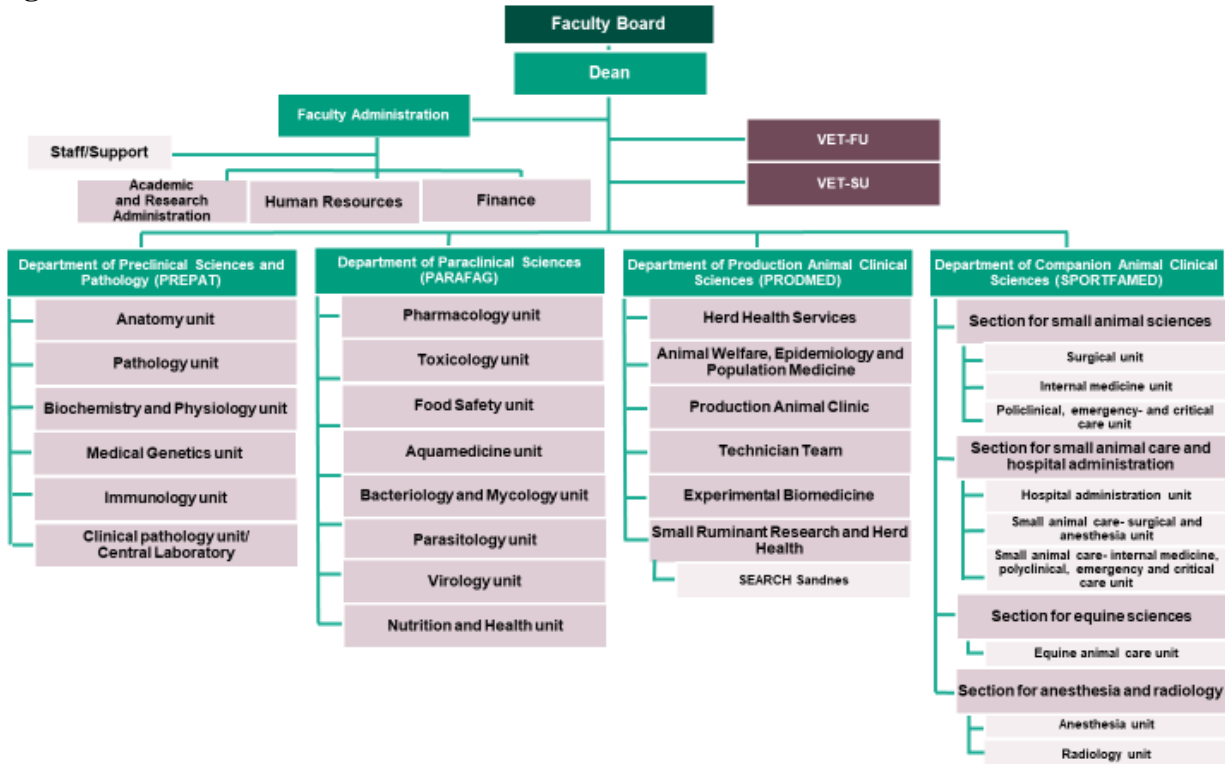 Faculty Board
Dean
Faculty Administration
VET-FU
Staff/Support
VET-SU
Academic
and Research
Administration
Human Resources
Finance
Department of Preclinical Sciences and
Pathology (PREPAT)
Anatomy unit
Pathology unit
Biochemistry and Physiology unit
Medical Genetics unit
Immunology unit
Clinical pathology unit/
Central Laboratory
Department of Paraclinical Sciences
(PARAFAG)
Pharmacology unit
Toxicology unit
Food Safety unit
Aquamedicine unit
Bacteriology and Mycology unit
Parasitology unit
Virology unit
Nutrition and Health unit
Department of Production Animal Clinical
Sciences (PRODMED)
Herd Health Services
Animal Welfare, Epidemiology and
Population Medicine
Production Animal Clinic
Technician Team
Experimental Biomedicine
Small Ruminant Research and Herd
Health
SEARCH Sandnes
Department of Companion Animal Clinical
Sciences (SPORTFAMED)
Section for small animal sciences
Surgical unit
Internal medicine unit
Policlinical, emergency- and critical
care unit
Section for small animal care and
hospital administration
Hospital administration unit
Small animal care- surgical and
anesthesia unit
Small animal care- internal medicine,
polyclinical, emergency and critical
care unit
Section for equine sciences
Equine animal care unit
Section for anesthesia and radiology
Anesthesia unit
Radiology unit